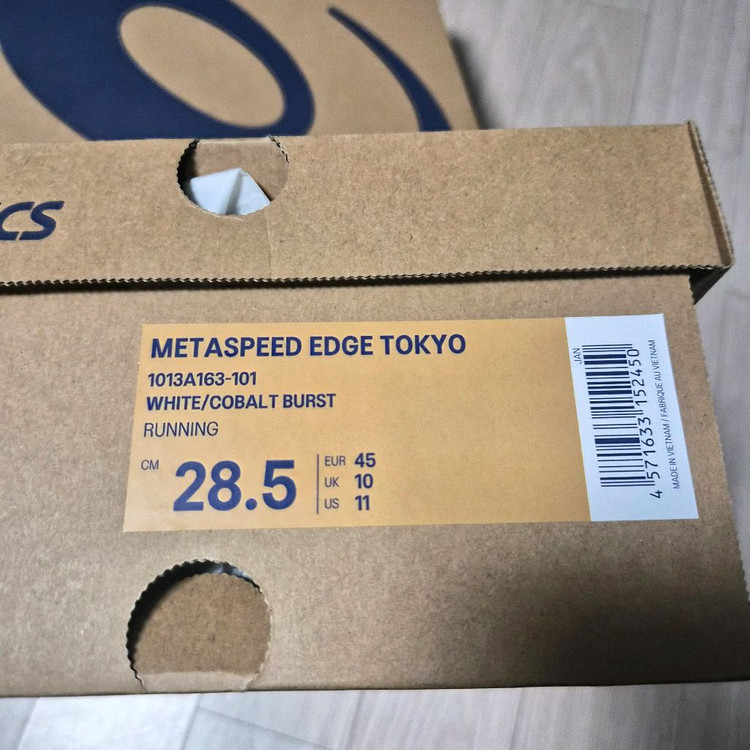 CS
METASPEED EDGE TOKYO
1013A163-101
WHITE/COBALT BURST
RUNNING
CM 28.5
EUR 45
UK 10
US 11
JAN
4 571633 152450
MADE IN VIETNAM / FABRIQUE AU VIETNAM